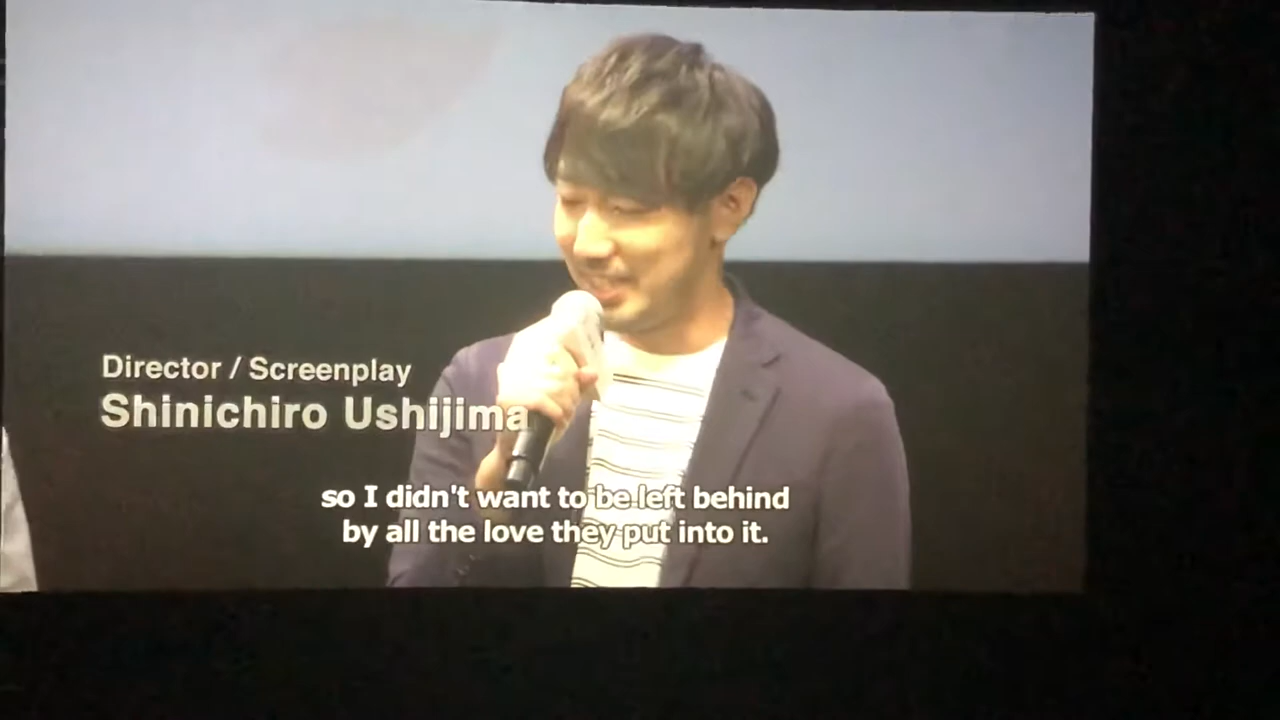 Director / Screenplay
Shinichiro Ushijima
so I didn't want to be left behind
by all the love they put into it.